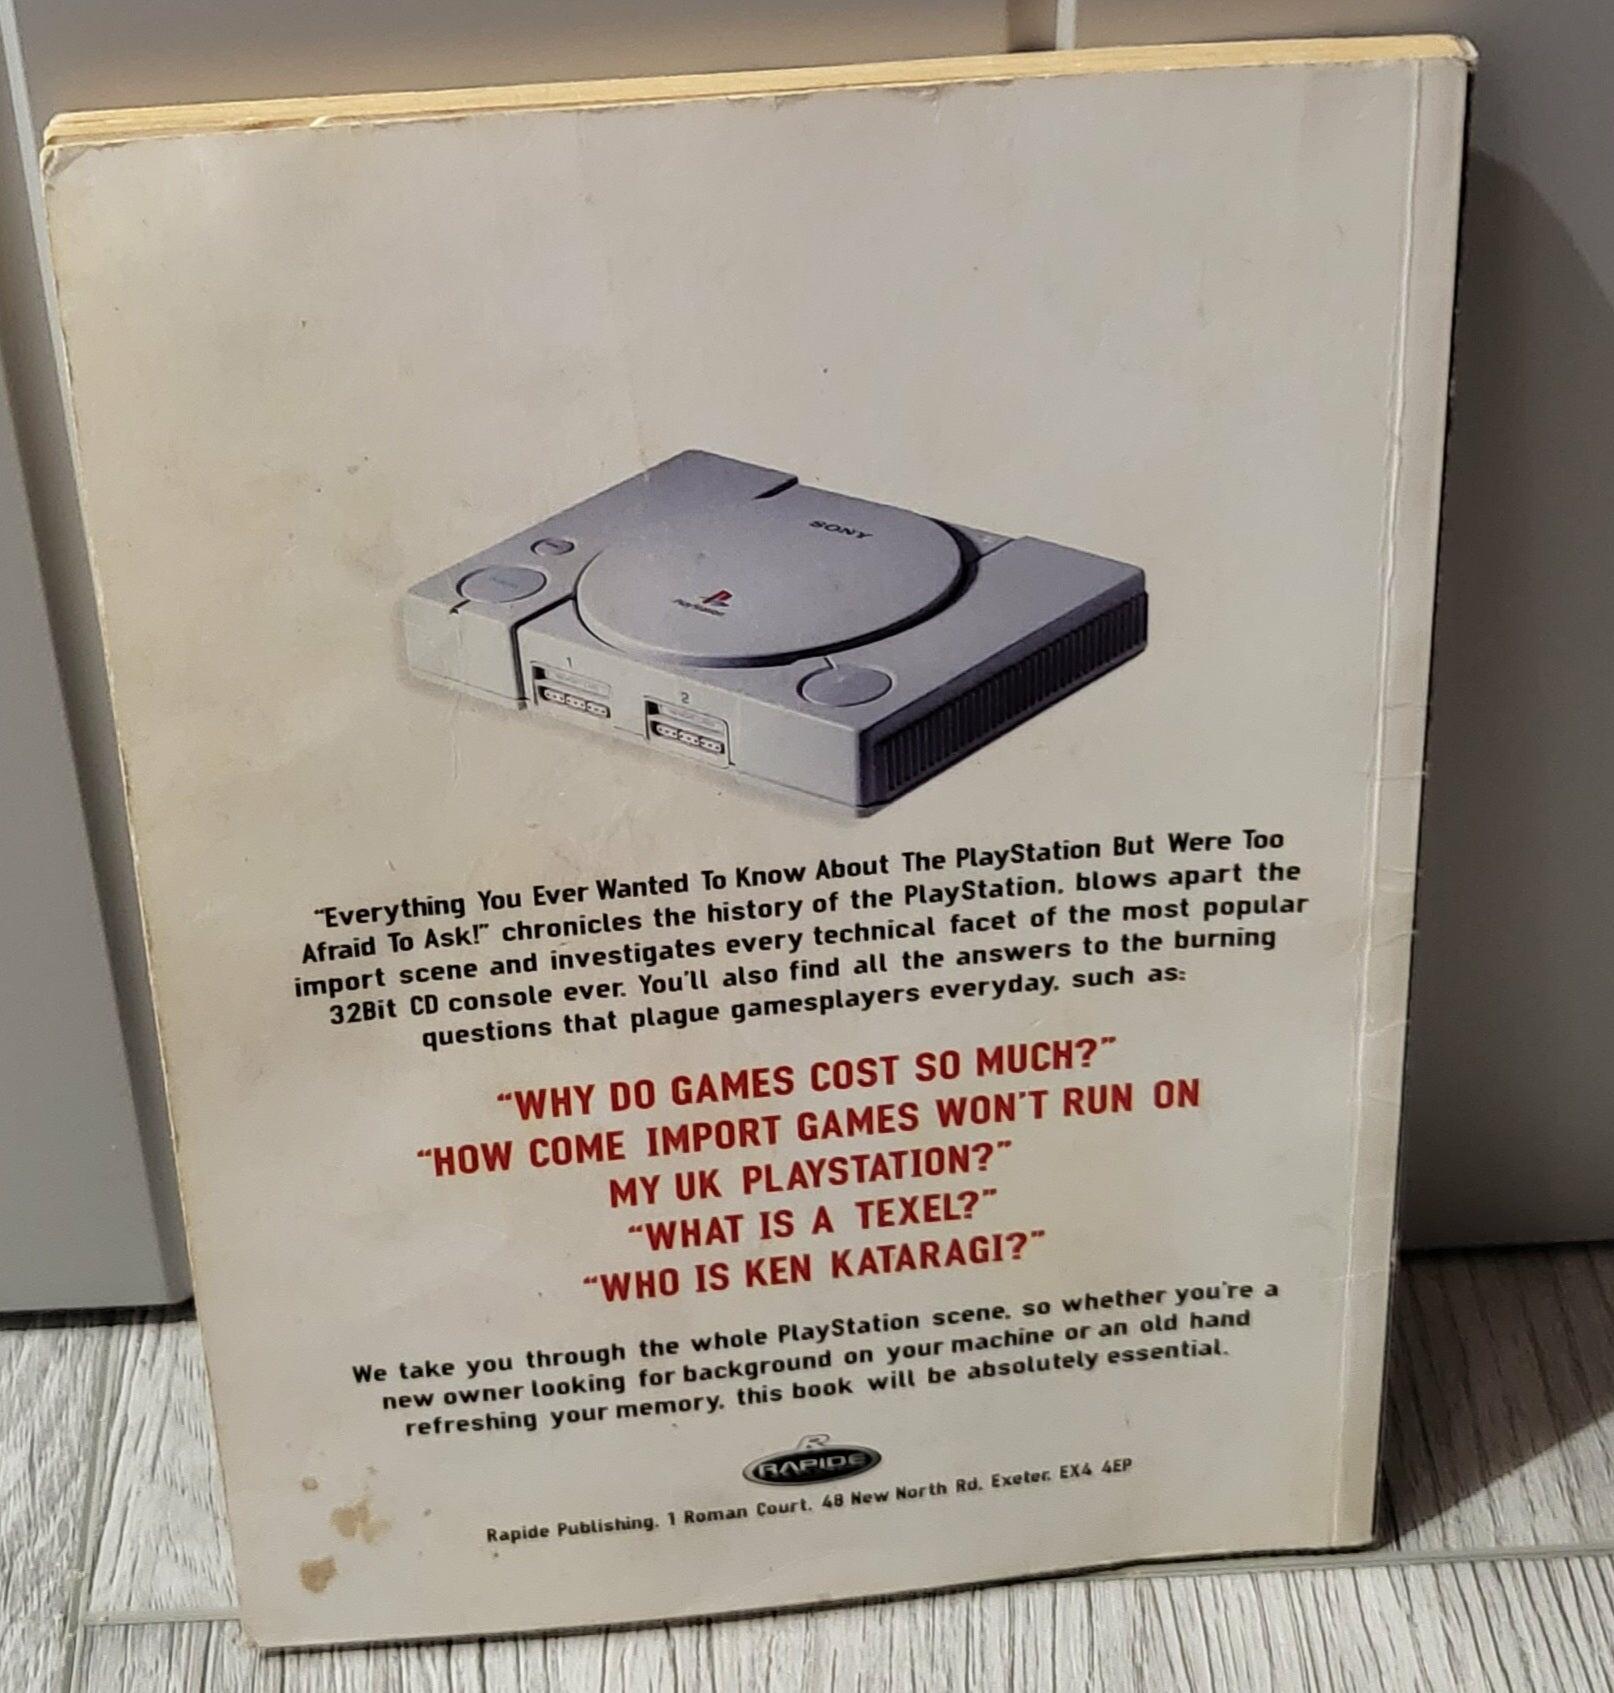 SONY
PlayStation
1
2
"Everything You Ever Wanted To Know About The PlayStation But Were Too
Afraid To Ask!" chronicles the history of the PlayStation, blows apart the
import scene and investigates every technical facet of the most popular
32Bit CD console ever. You'll also find all the answers to the burning
questions that plague gamesplayers everyday, such as:
"WHY DO GAMES COST SO MUCH?"
"HOW COME IMPORT GAMES WON'T RUN ON
MY UK PLAYSTATION?"
"WHAT IS A TEXEL?"
"WHO IS KEN KATARAGI?"
We take you through the whole PlayStation scene, so whether you're a
new owner looking for background on your machine or an old hand
refreshing your memory, this book will be absolutely essential.
R
RAPIDE
Rapide Publishing, 1 Roman Court, 48 New North Rd, Exeter, EX4 4EP